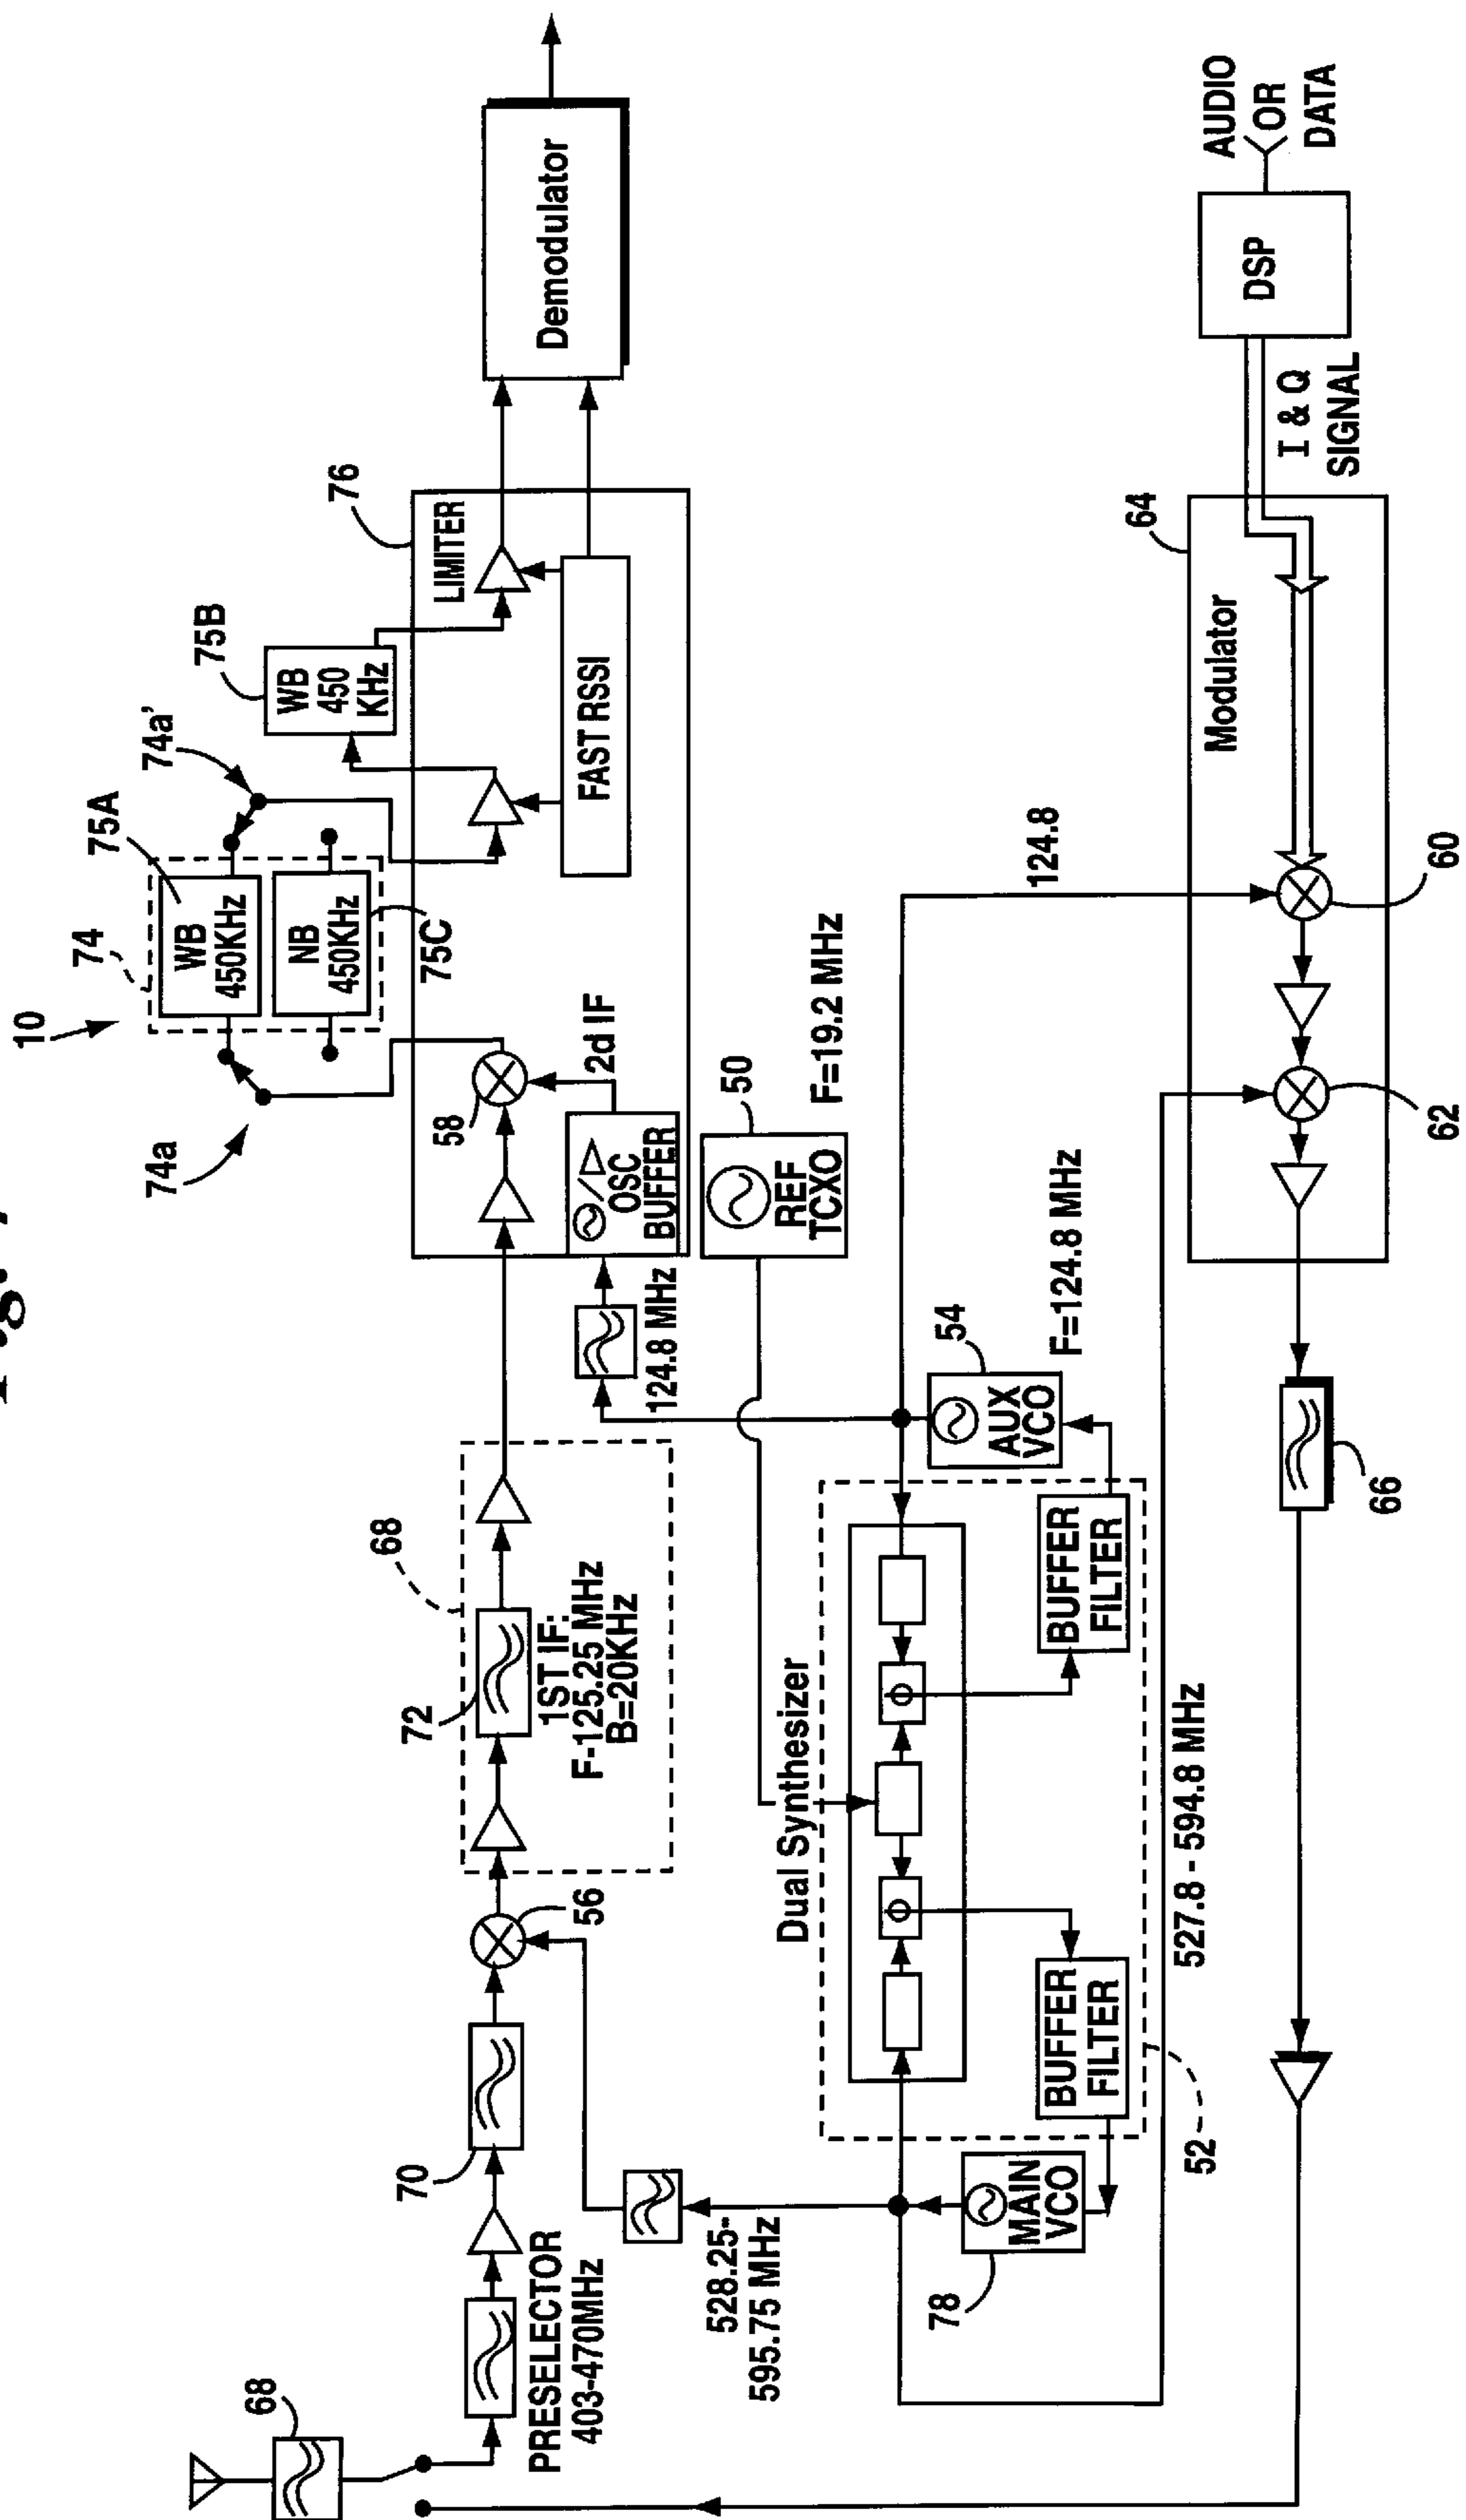 10
74
75A
74a'
75B
76
WB
450KHz
NB
450KHz
75C
74a
WB
450
KHz
LIMITER
FAST RSSI
Demodulator
58
2d IF
OSC
BUFFER
124.8 MHz
68
72
1ST IF:
F-125.25 MHz
B=20KHz
56
70
PRESELECTOR
403-470MHz
68
50
REF
TCXO
F=19.2 MHz
528.25-
595.75 MHz
Dual Synthesizer
54
AUX
VCO
F=124.8 MHz
BUFFER
FILTER
BUFFER
FILTER
MAIN
VCO
78
52
527.8 - 594.8 MHz
124.8
64
Modulator
60
62
66
I & Q
SIGNAL
DSP
AUDIO
OR
DATA